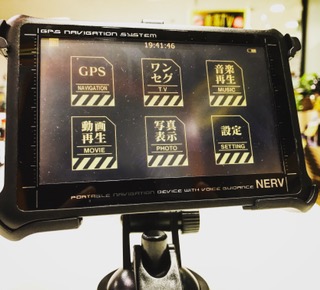 GPS NAVIGATION SYSTEM
19:41:46
GPS
NAVIGATION
ワン
セグ
TV
音楽
再生
MUSIC
動画
再生
MOVIE
写真
表示
PHOTO
設定
SETTING
NERV
PORTABLE NAVIGATION DEVICE WITH VOICE GUIDANCE